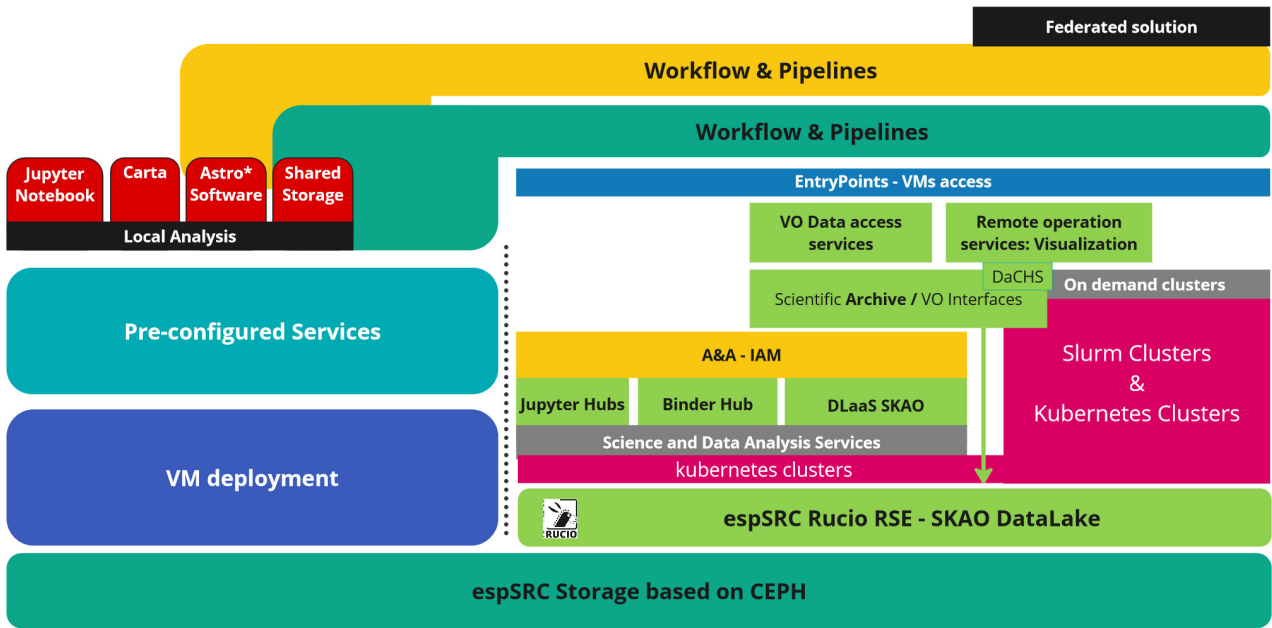 Federated solution
Workflow & Pipelines
Workflow & Pipelines
Jupyter
Notebook
Carta
Astro*
Software
Shared
Storage
Local Analysis
EntryPoints - VMs access
VO Data access
services
Remote operation
services: Visualization
DaCHS
Scientific Archive / VO Interfaces
On demand clusters
Pre-configured Services
A&A - IAM
Slurm Clusters
&
Kubernetes Clusters
Jupyter Hubs
Binder Hub
DLaaS SKAO
Science and Data Analysis Services
kubernetes clusters
VM deployment
RUCIO
espSRC Rucio RSE - SKAO DataLake
espSRC Storage based on CEPH